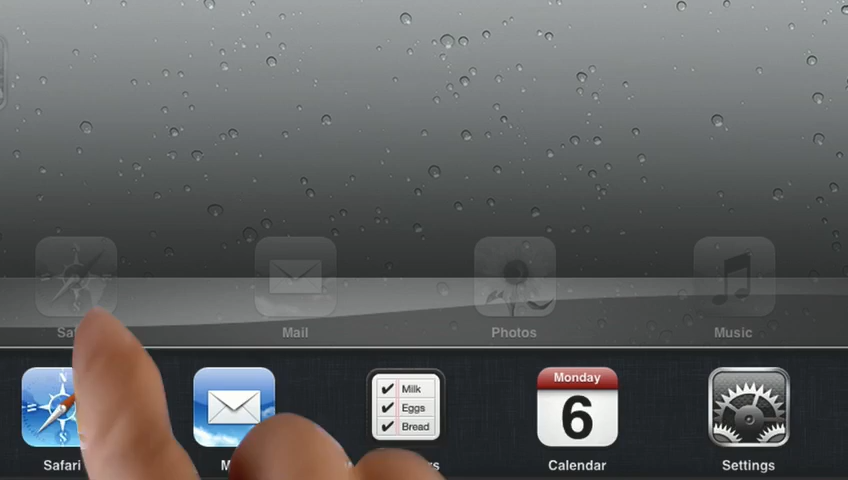 Mail
Photos
Music
Milk
Eggs
Bread
Monday
6
N
S
Safari
Calendar
Settings